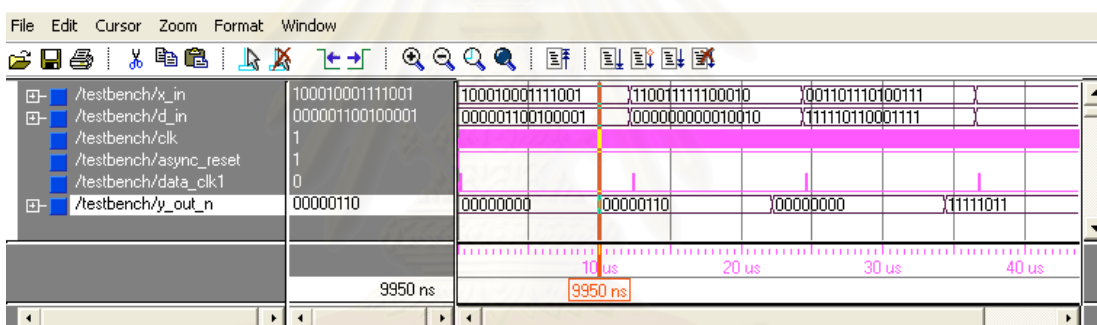 File Edit Cursor Zoom Format Window
/testbench/x_in 100010001111001 100010001111001 110011111100010 001101110100111
/testbench/d_in 000001100100001 000001100100001 000000000010010 111110110001111
/testbench/clk 1
/testbench/async_reset 1
/testbench/data_clk1 0
/testbench/y_out_n 00000110 00000000 00000110 00000000 11111011
10 us 20 us 30 us 40 us
9950 ns 9950 ns